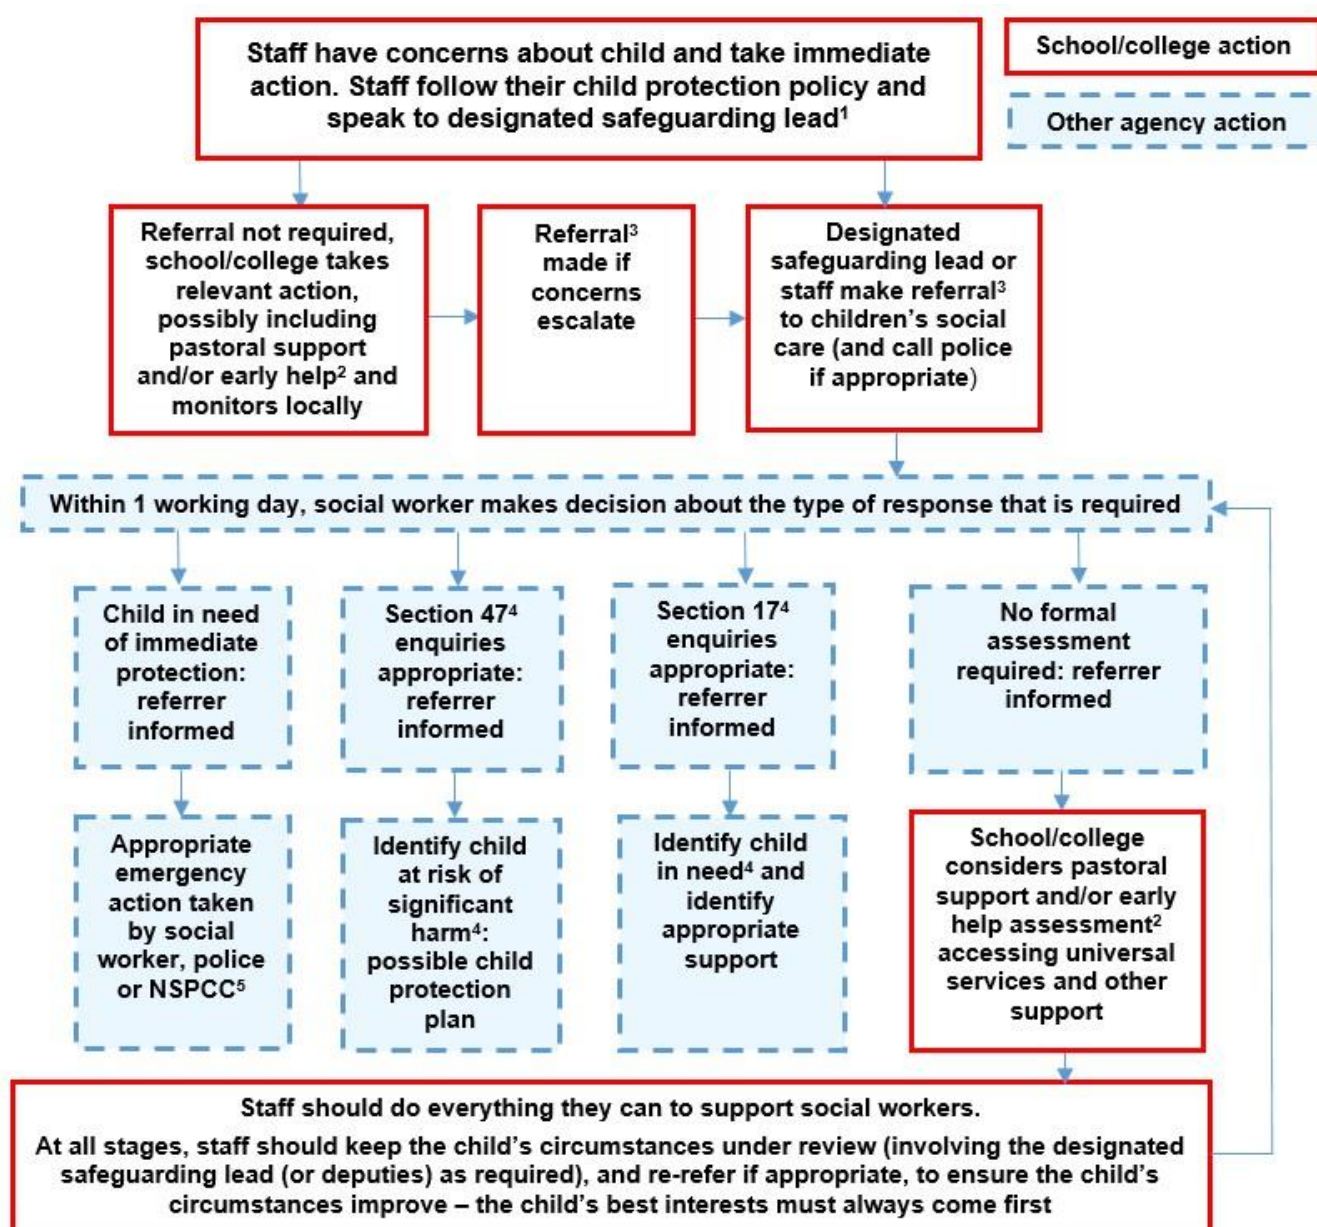 Staff have concerns about child and take immediate
action. Staff follow their child protection policy and
speak to designated safeguarding lead¹
School/college action
Other agency action
Referral not required,
school/college takes
relevant action,
possibly including
pastoral support
and/or early help² and
monitors locally
Referral³
made if
concerns
escalate
Designated
safeguarding lead or
staff make referral³
to children’s social
care (and call police
if appropriate)
Within 1 working day, social worker makes decision about the type of response that is required
Child in need
of immediate
protection:
referrer
informed
Section 47⁴
enquiries
appropriate:
referrer
informed
Section 17⁴
enquiries
appropriate:
referrer
informed
No formal
assessment
required: referrer
informed
Appropriate
emergency
action taken
by social
worker, police
or NSPCC⁵
Identify child
at risk of
significant
harm⁴:
possible child
protection
plan
Identify child
in need⁴ and
identify
appropriate
support
School/college
considers pastoral
support and/or early
help assessment²
accessing universal
services and other
support
Staff should do everything they can to support social workers.
At all stages, staff should keep the child’s circumstances under review (involving the designated
safeguarding lead (or deputies) as required), and re-refer if appropriate, to ensure the child’s
circumstances improve – the child’s best interests must always come first